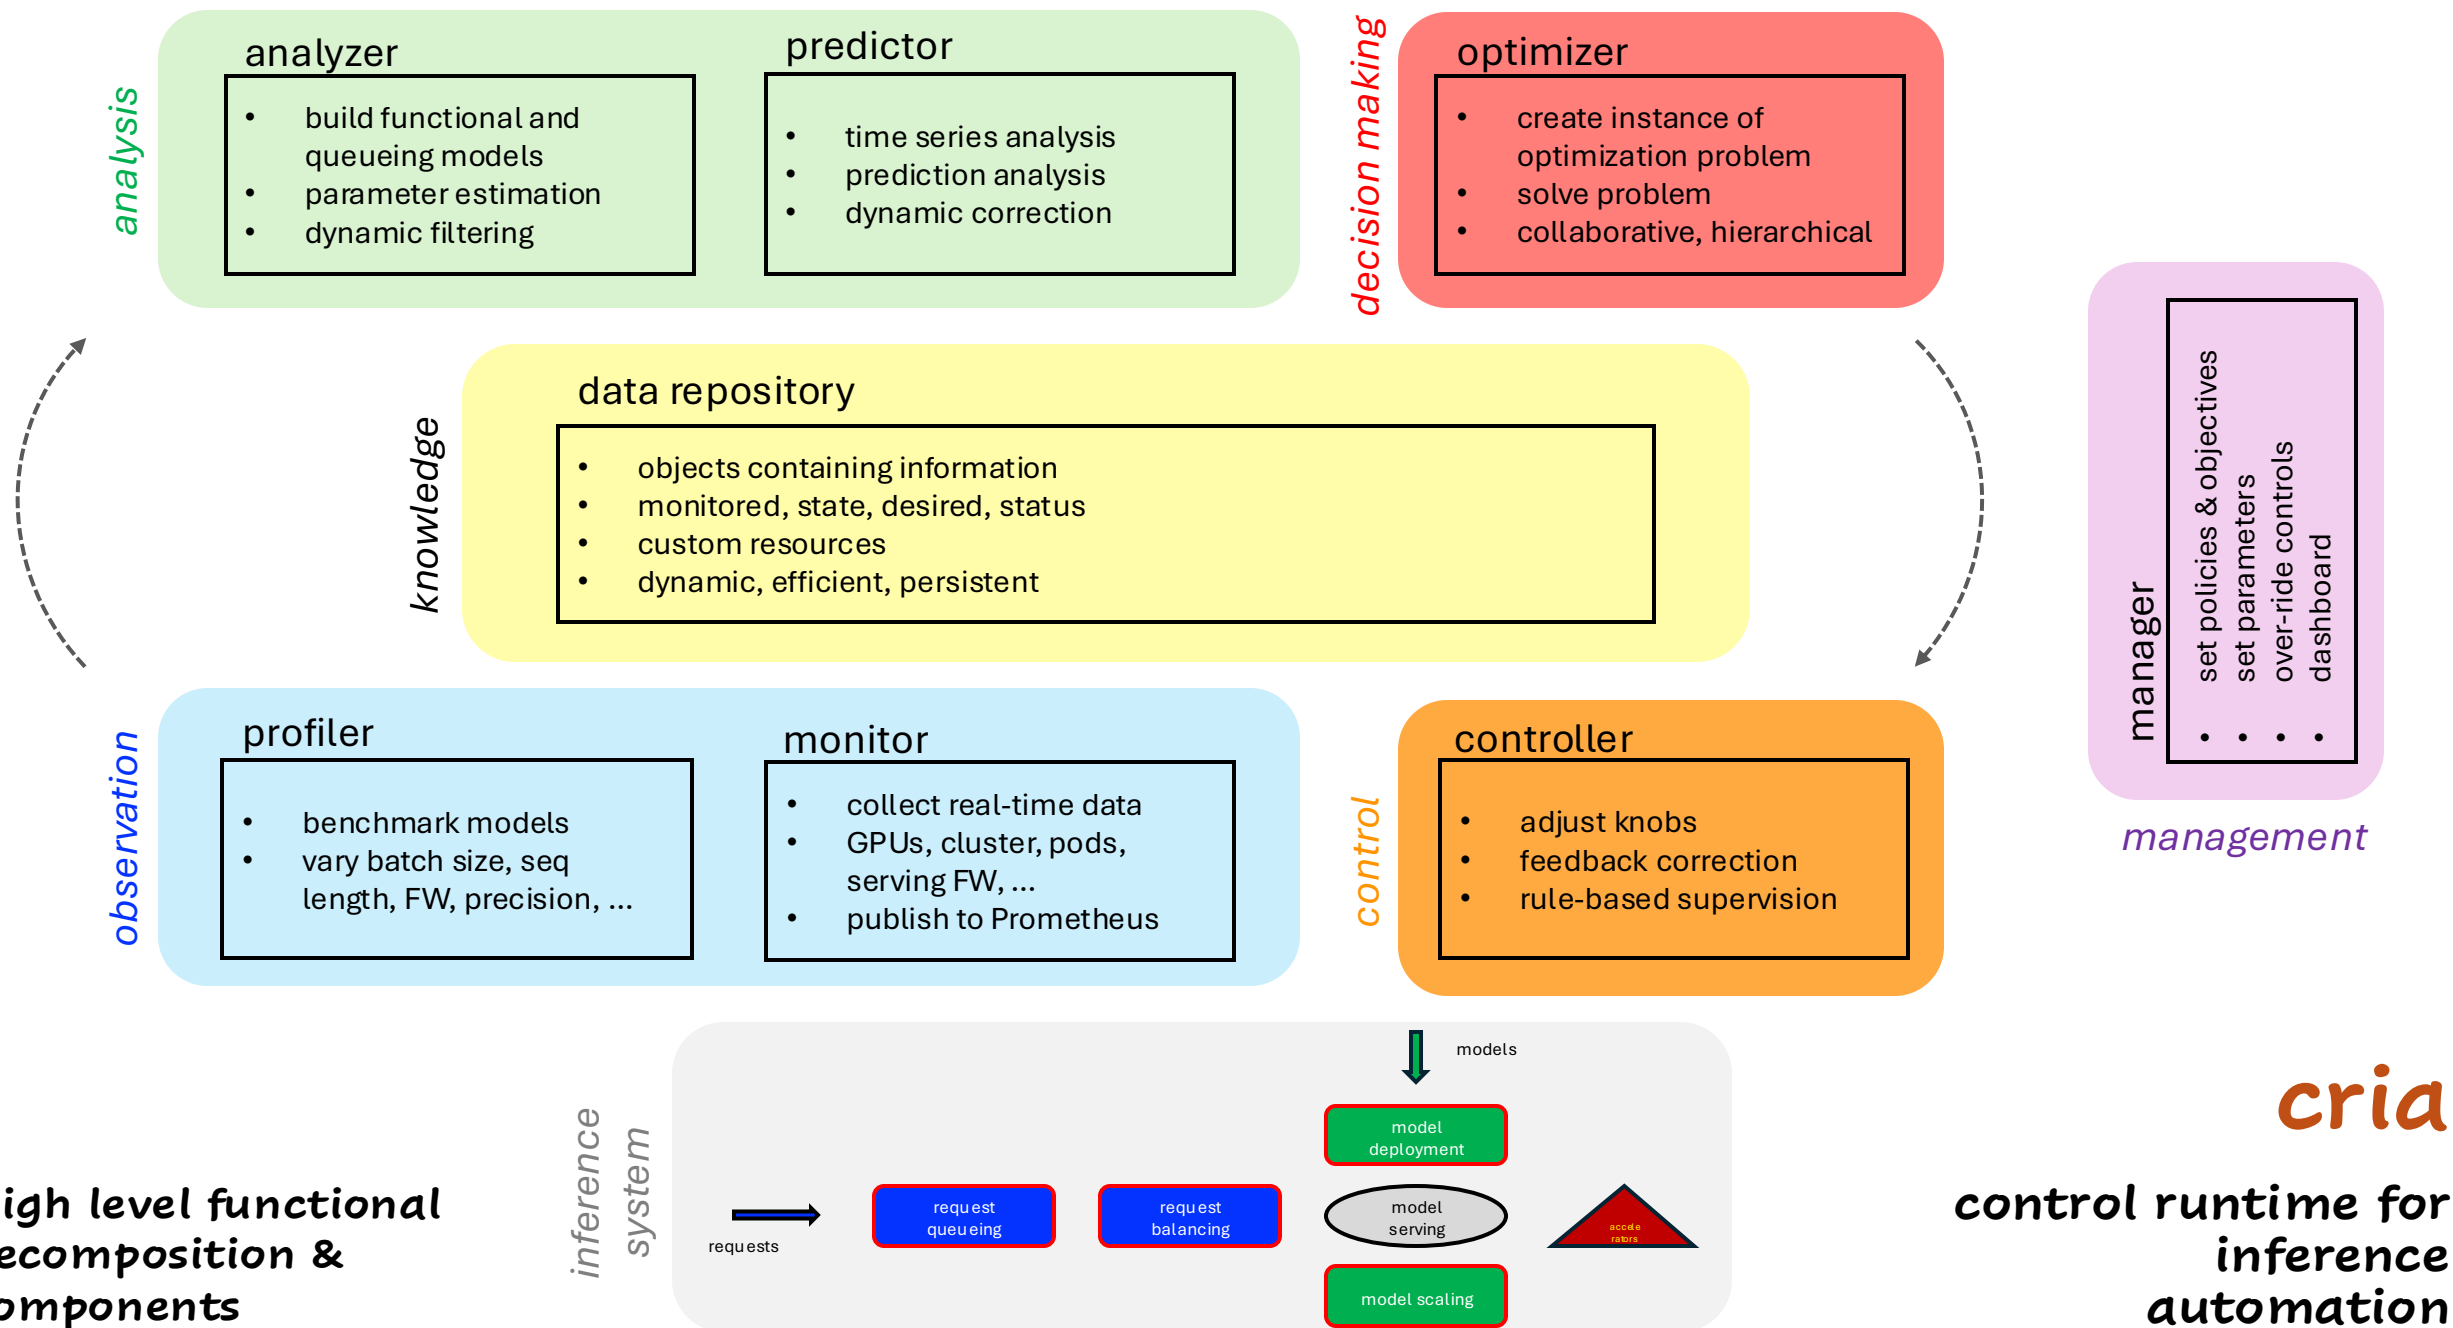 analysis
analyzer
• build functional and
queueing models
• parameter estimation
• dynamic filtering
predictor
• time series analysis
• prediction analysis
• dynamic correction
decision making
optimizer
• create instance of
optimization problem
• solve problem
• collaborative, hierarchical
knowledge
data repository
• objects containing information
• monitored, state, desired, status
• custom resources
• dynamic, efficient, persistent
manager
• set policies & objectives
• set parameters
• over-ride controls
• dashboard
management
observation
profiler
• benchmark models
• vary batch size, seq
length, FW, precision, ...
monitor
• collect real-time data
• GPUs, cluster, pods,
serving FW, ...
• publish to Prometheus
control
controller
• adjust knobs
• feedback correction
• rule-based supervision
inference
system
models
model
deployment
requests
request
queueing
request
balancing
model
serving
accele
rators
model scaling
igh level functional
ecomposition &
omponents
cria
control runtime for
inference
automation